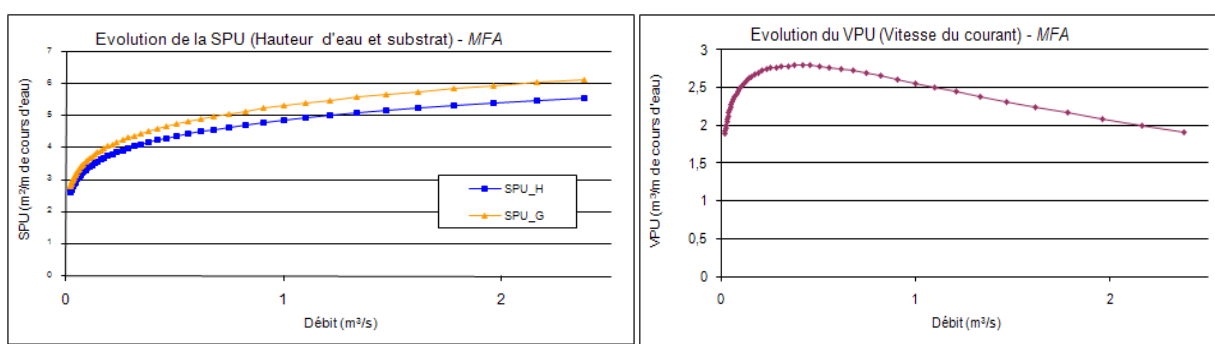 Evolution de la SPU (Hauteur d'eau et substrat) - MFA
SPU (m²/m de cours d'eau)
7
6
5
4
3
2
1
0
0
1
2
Débit (m³/s)
SPU_H
SPU_G
Evolution du VPU (Vitesse du courant) - MFA
VPU (m³/m de cours d'eau)
3
2,5
2
1,5
1
0,5
0
0
1
2
Débit (m³/s)